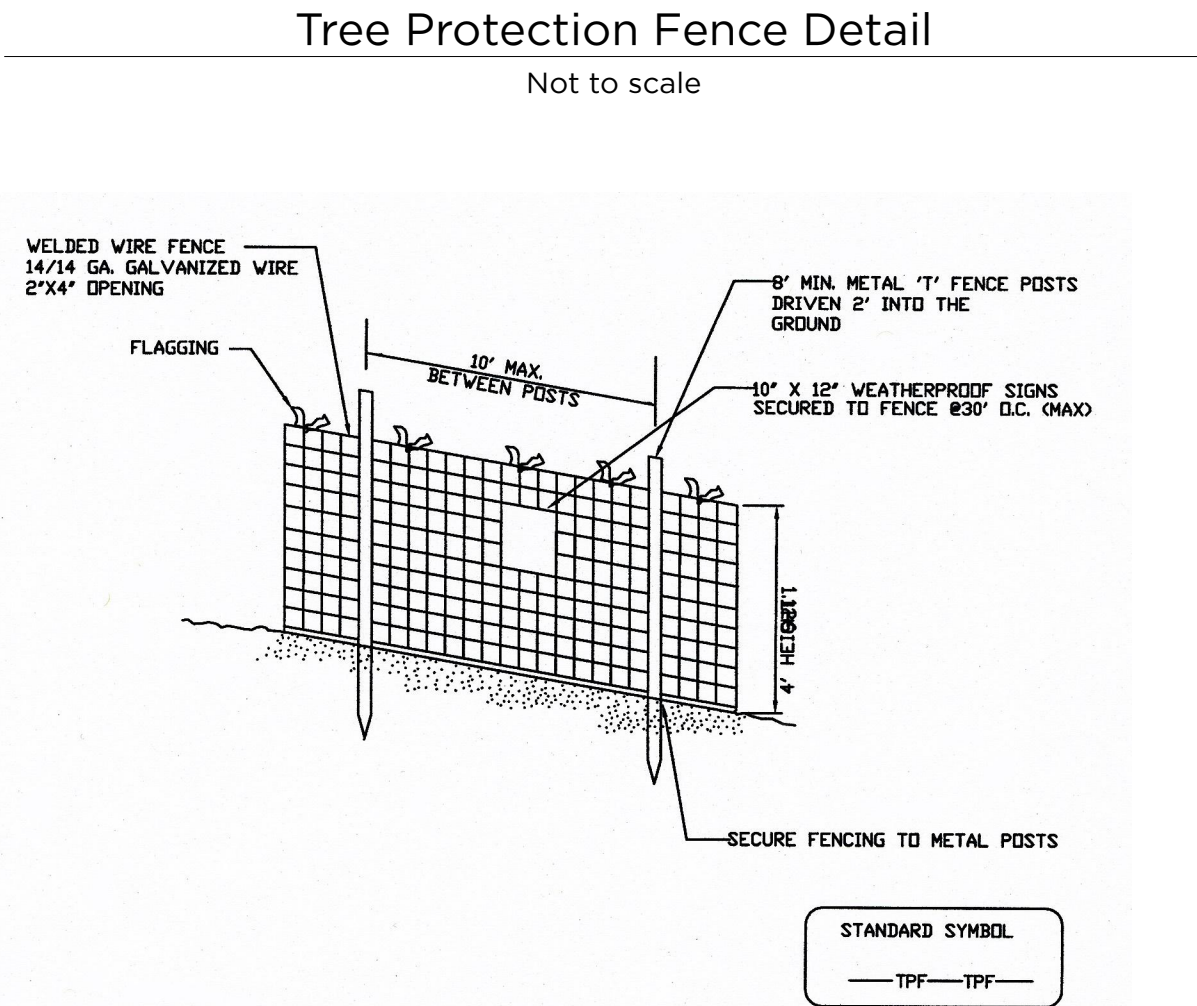 Tree Protection Fence Detail
Not to scale
WELDED WIRE FENCE
14/14 GA. GALVANIZED WIRE
2"X4" OPENING
FLAGGING
10' MAX.
BETWEEN POSTS
8' MIN. METAL 'T' FENCE POSTS
DRIVEN 2' INTO THE
GROUND
10" X 12" WEATHERPROOF SIGNS
SECURED TO FENCE @30' O.C. (MAX)
4' HEIGHT
SECURE FENCING TO METAL POSTS
STANDARD SYMBOL
TPF TPF